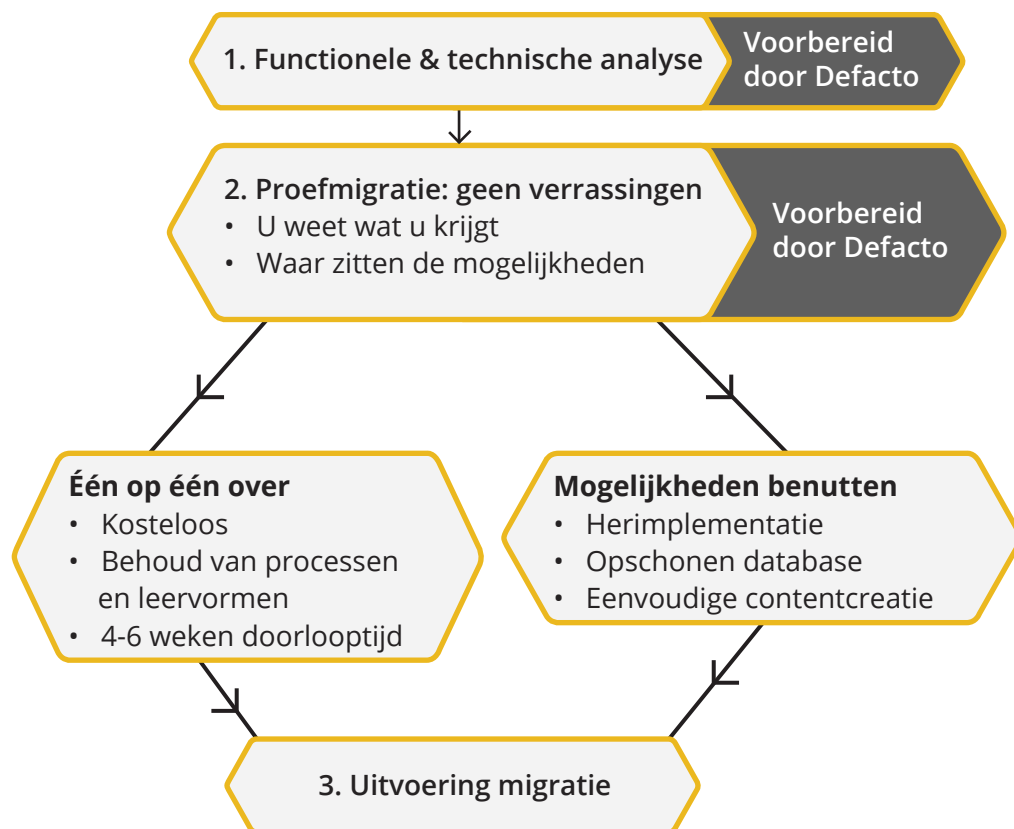 1. Functionele & technische analyse
Voorbereid
door Defacto
2. Proefmigratie: geen verrassingen
• U weet wat u krijgt
• Waar zitten de mogelijkheden
Voorbereid
door Defacto
Één op één over
• Kosteloos
• Behoud van processen
en leervormen
• 4-6 weken doorlooptijd
Mogelijkheden benutten
• Herimplementatie
• Opschonen database
• Eenvoudige contentcreatie
3. Uitvoering migratie